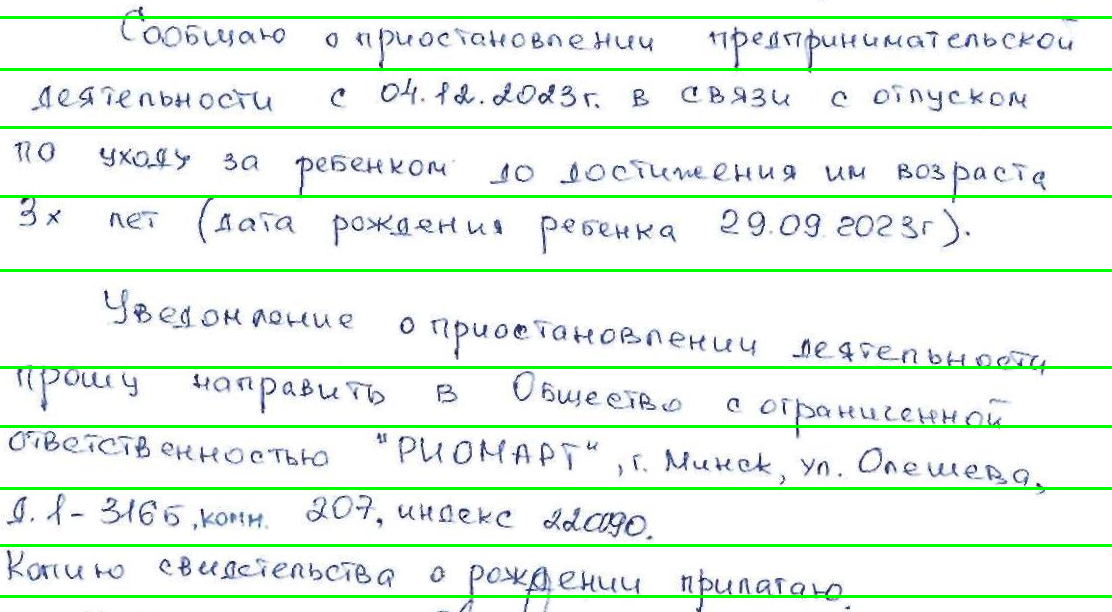 Сообщаю о приостановлении предпринимательской
деятельности с 04.12.2023г. в связи с отпуском
по уходу за ребенком до достижения им возраста
3х лет (дата рождения ребенка 29.09.2023г).
Уведомление о приостановлении деятельности
прошу направить в Общество с ограниченной
ответственностью "РИОМАРТ", г. Минск, ул. Олешева,
д. 1- 316Б, комн. 207, индекс 220090.
Копию свидетельства о рождении прилагаю.